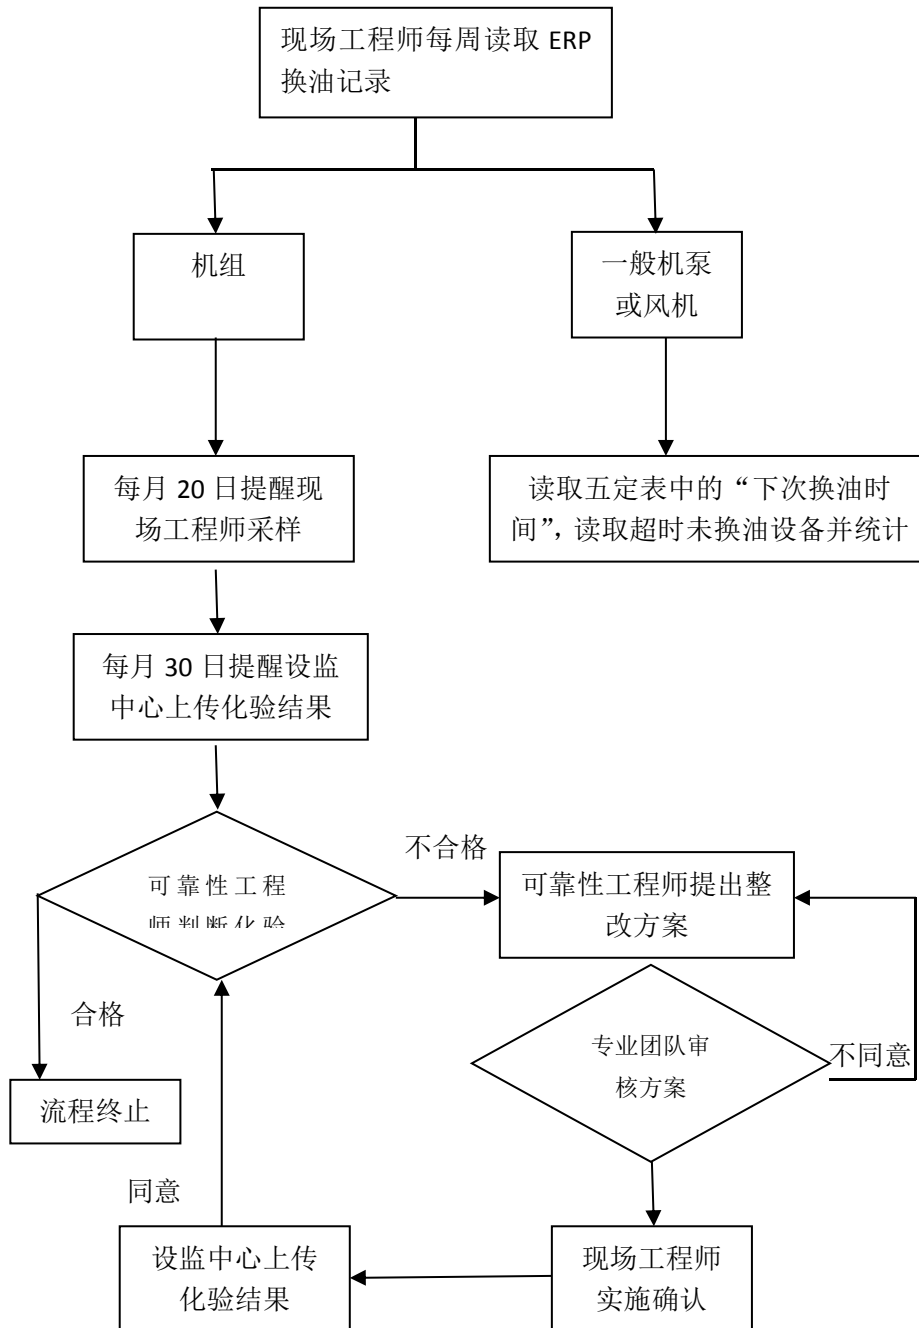 现场工程师每周读取 ERP
换油记录
机组
一般机泵
或风机
每月 20 日提醒现
场工程师采样
读取五定表中的“下次换油时
间”，读取超时未换油设备并统计
每月 30 日提醒设监
中心上传化验结果
可靠性工程
师判断化验
不合格
可靠性工程师提出整
改方案
合格
专业团队审
核方案
不同意
流程终止
同意
设监中心上传
化验结果
现场工程师
实施确认